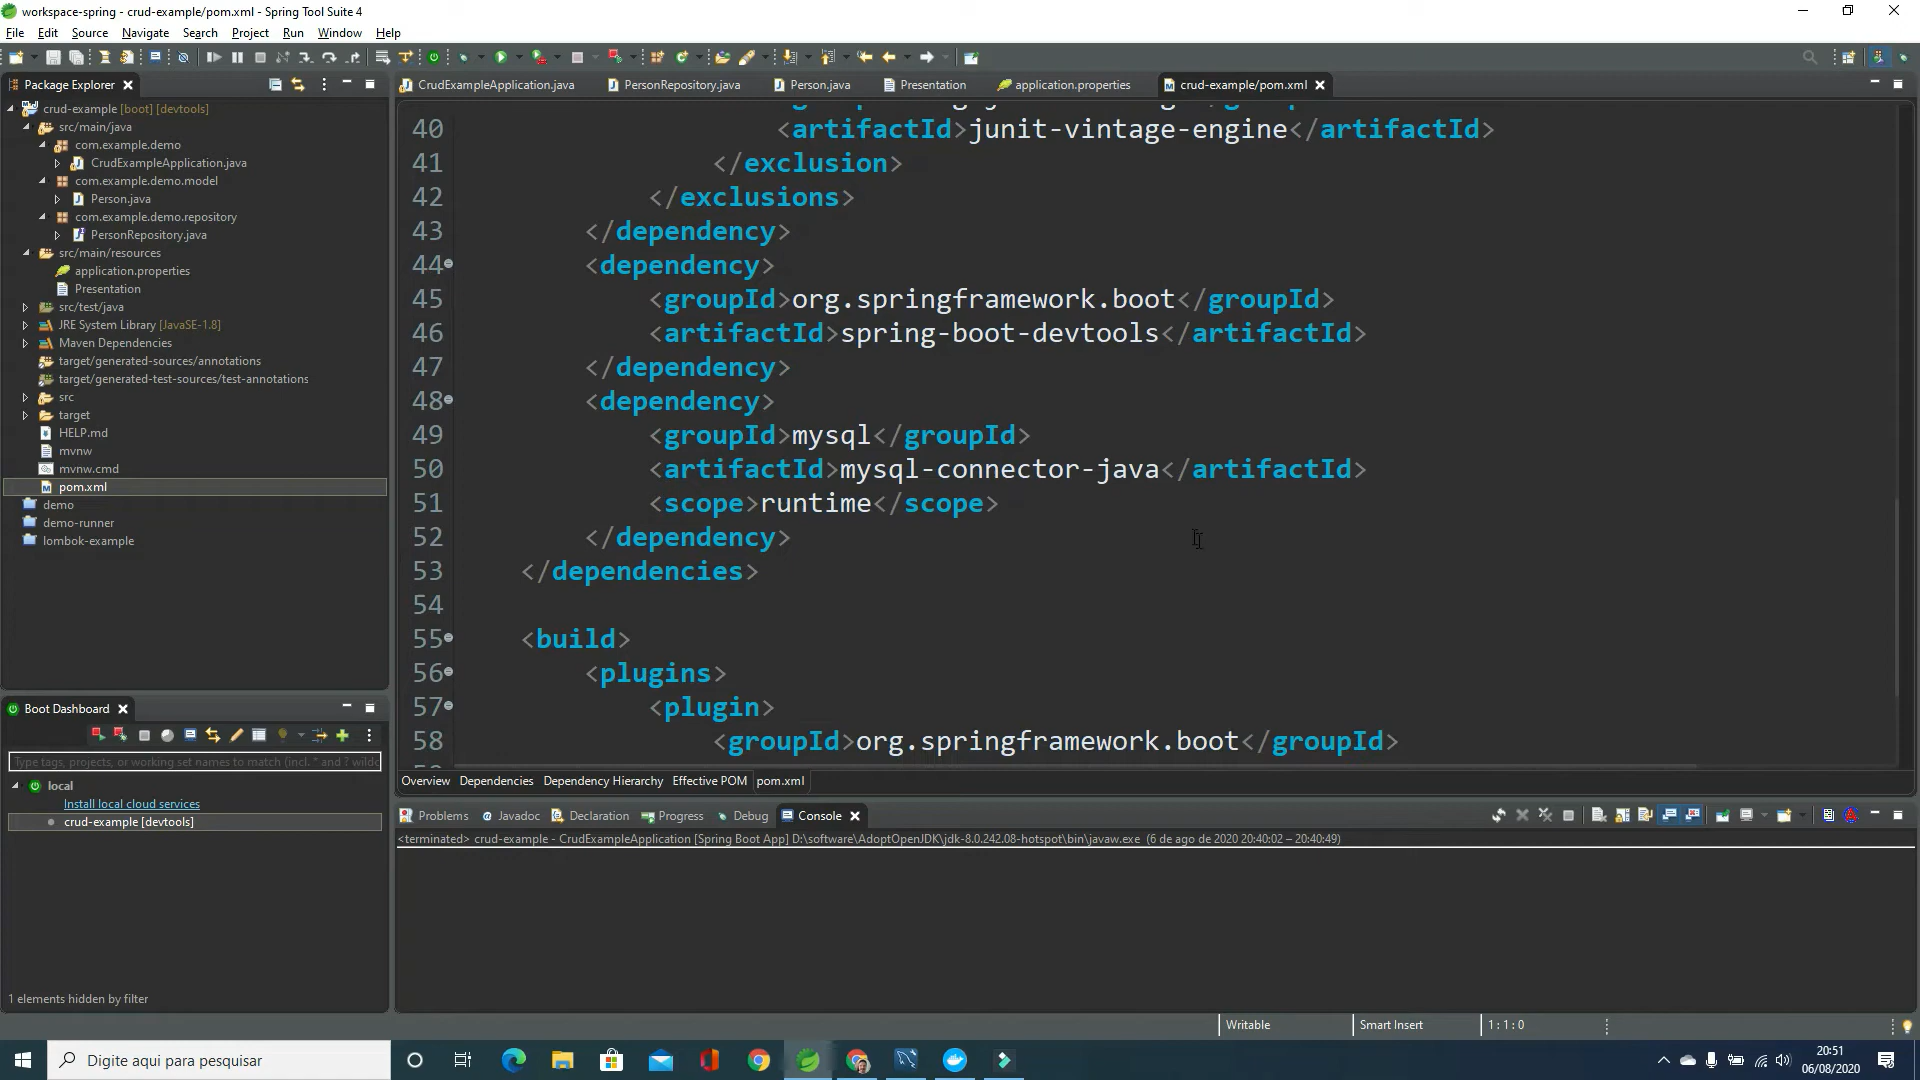 workspace-spring - crud-example/pom.xml - Spring Tool Suite 4
File Edit Source Navigate Search Project Run Window Help
Package Explorer
crud-example [boot] [devtools]
src/main/java
com.example.demo
CrudExampleApplication.java
com.example.demo.model
Person.java
com.example.demo.repository
PersonRepository.java
src/main/resources
application.properties
Presentation
src/test/java
JRE System Library [JavaSE-1.8]
Maven Dependencies
target/generated-sources/annotations
target/generated-test-sources/test-annotations
src
target
HELP.md
mvnw
mvnw.cmd
pom.xml
demo
demo-runner
lombok-example
Boot Dashboard
Type tags, projects, or working set names to match (incl. * and ? wildc
local
Install local cloud services
crud-example [devtools]
1 elements hidden by filter
CrudExampleApplication.java PersonRepository.java Person.java Presentation application.properties crud-example/pom.xml
40 <artifactId>junit-vintage-engine</artifactId>
41 </exclusion>
42 </exclusions>
43 </dependency>
44 <dependency>
45 <groupId>org.springframework.boot</groupId>
46 <artifactId>spring-boot-devtools</artifactId>
47 </dependency>
48 <dependency>
49 <groupId>mysql</groupId>
50 <artifactId>mysql-connector-java</artifactId>
51 <scope>runtime</scope>
52 </dependency>
53 </dependencies>
54
55 <build>
56 <plugins>
57 <plugin>
58 <groupId>org.springframework.boot</groupId>
Overview Dependencies Dependency Hierarchy Effective POM pom.xml
Problems Javadoc Declaration Progress Debug Console
<terminated> crud-example - CrudExampleApplication [Spring Boot App] D:\software\AdoptOpenJDK\jdk-8.0.242.08-hotspot\bin\javaw.exe (6 de ago de 2020 20:40:02 – 20:40:49)
Writable Smart Insert 1 : 1 : 0
Digite aqui para pesquisar
20:51
06/08/2020